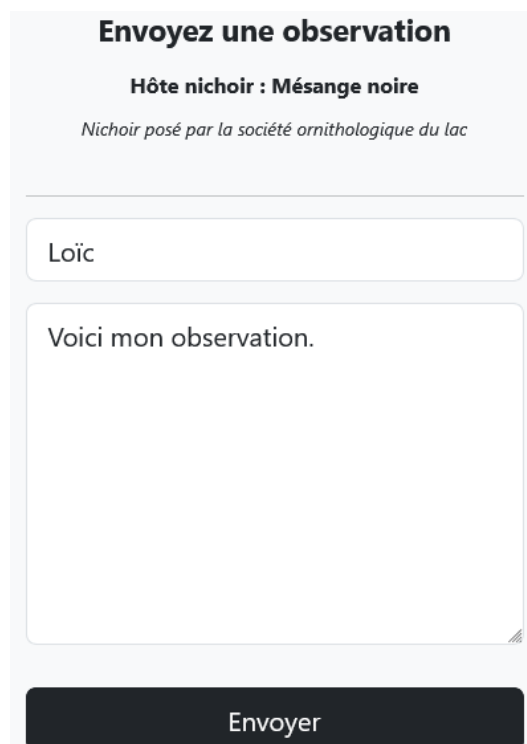 Envoyez une observation
Hôte nichoir : Mésange noire
Nichoir posé par la société ornithologique du lac
Loïc
Voici mon observation.
Envoyer